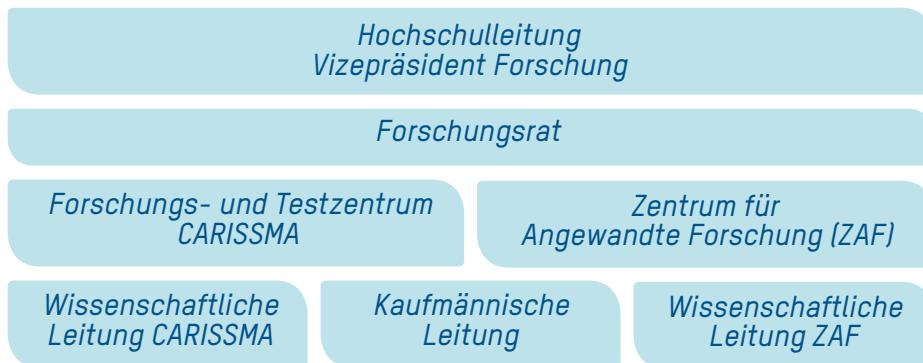 Hochschulleitung
Vizepräsident Forschung
Forschungsrat
Forschungs- und Testzentrum
CARISSMA
Zentrum für
Angewandte Forschung (ZAF)
Wissenschaftliche
Leitung CARISSMA
Kaufmännische
Leitung
Wissenschaftliche
Leitung ZAF